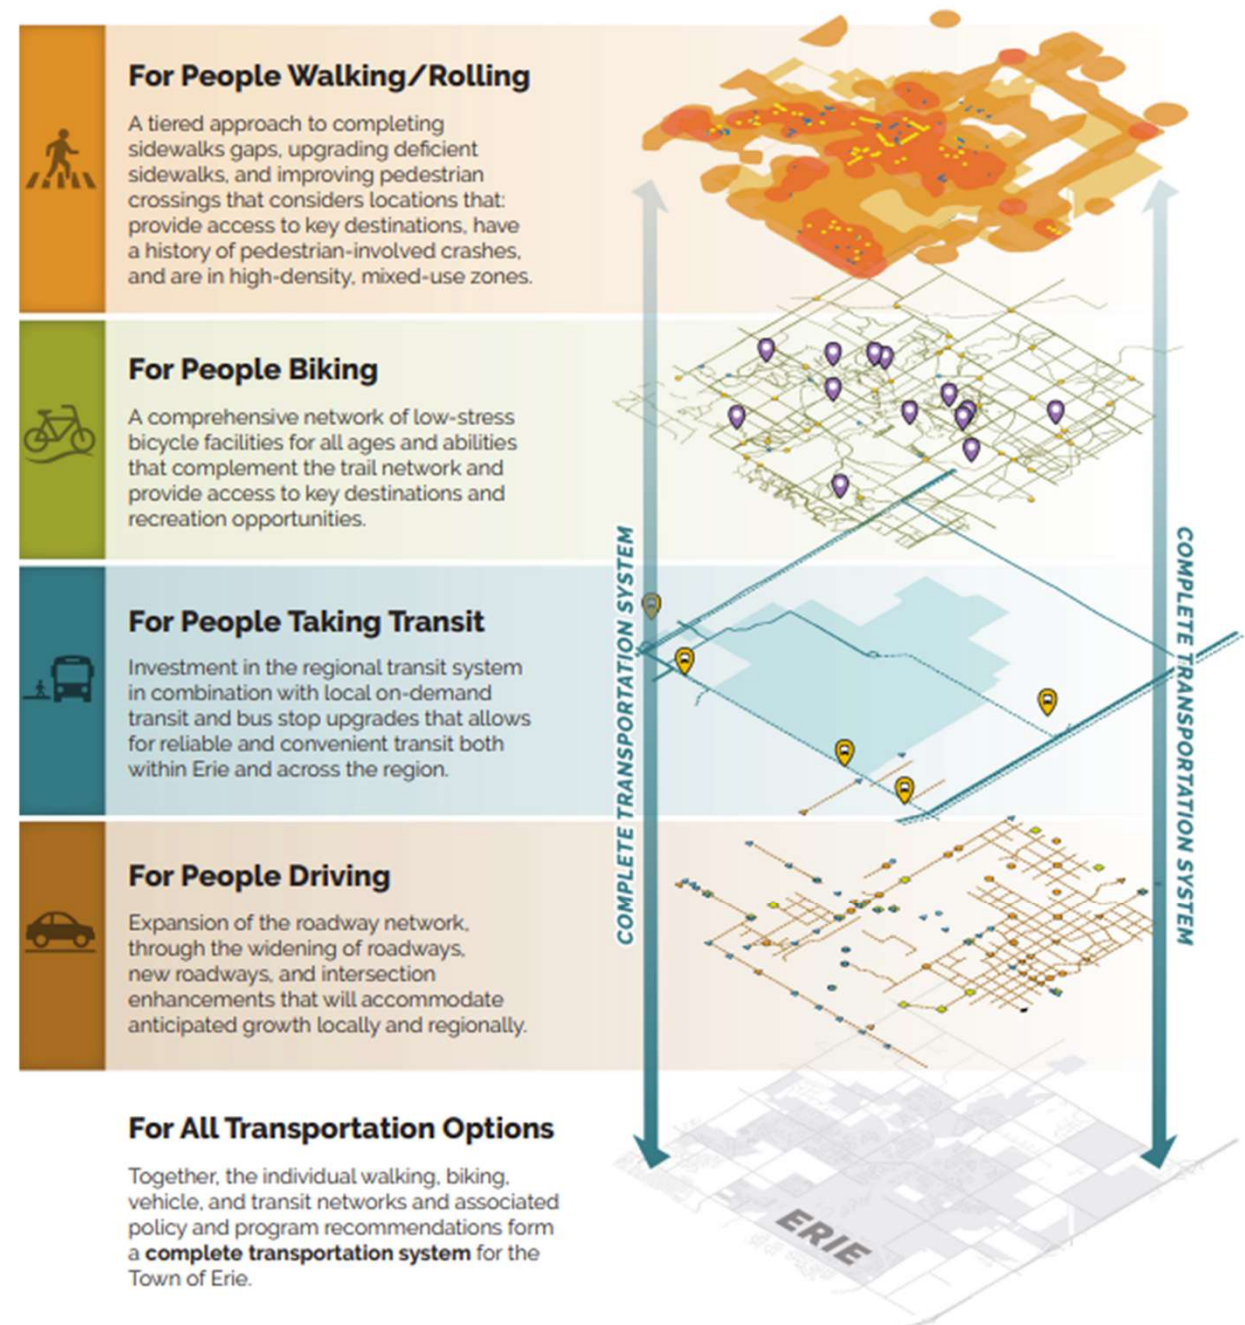 For People Walking/Rolling
A tiered approach to completing
sidewalks gaps, upgrading deficient
sidewalks, and improving pedestrian
crossings that considers locations that:
provide access to key destinations, have
a history of pedestrian-involved crashes,
and are in high-density, mixed-use zones.
For People Biking
A comprehensive network of low-stress
bicycle facilities for all ages and abilities
that complement the trail network and
provide access to key destinations and
recreation opportunities.
For People Taking Transit
Investment in the regional transit system
in combination with local on-demand
transit and bus stop upgrades that allows
for reliable and convenient transit both
within Erie and across the region.
For People Driving
Expansion of the roadway network,
through the widening of roadways,
new roadways, and intersection
enhancements that will accommodate
anticipated growth locally and regionally.
For All Transportation Options
Together, the individual walking, biking,
vehicle, and transit networks and associated
policy and program recommendations form
a complete transportation system for the
Town of Erie.
COMPLETE TRANSPORTATION SYSTEM
COMPLETE TRANSPORTATION SYSTEM
ERIE